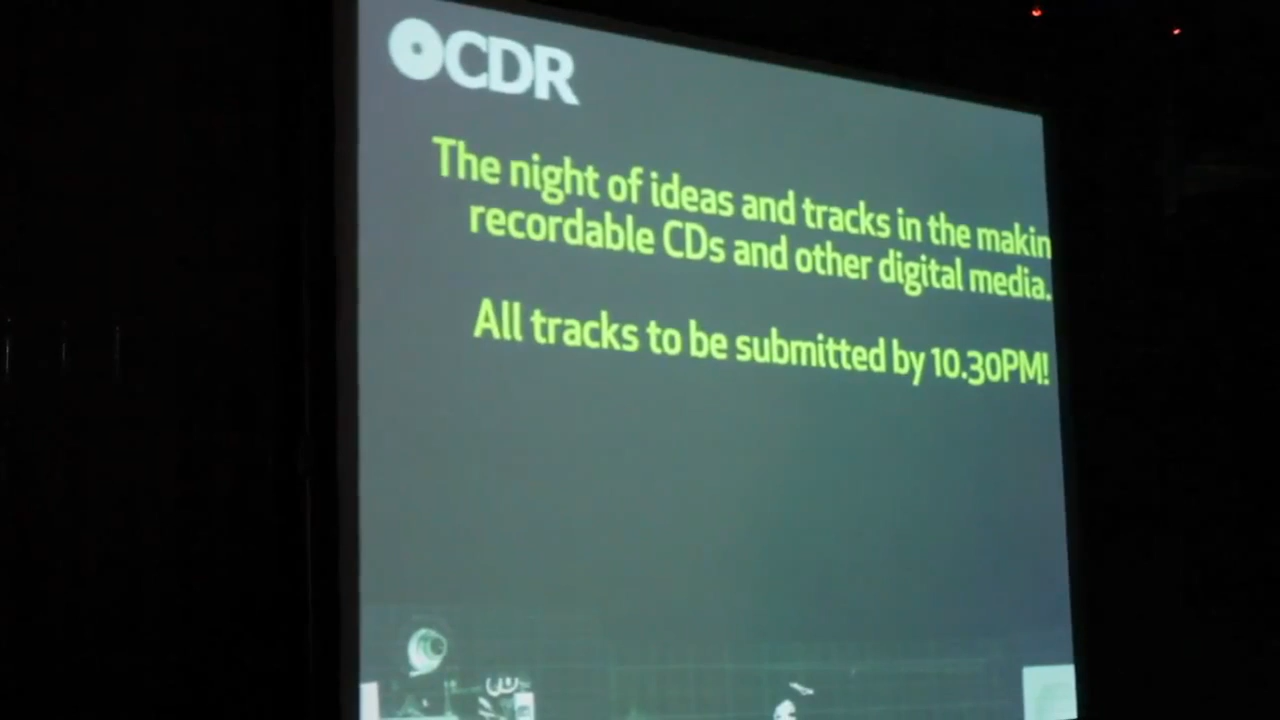 CDR
The night of ideas and tracks in the makin
recordable CDs and other digital media.
All tracks to be submitted by 10.30PM!